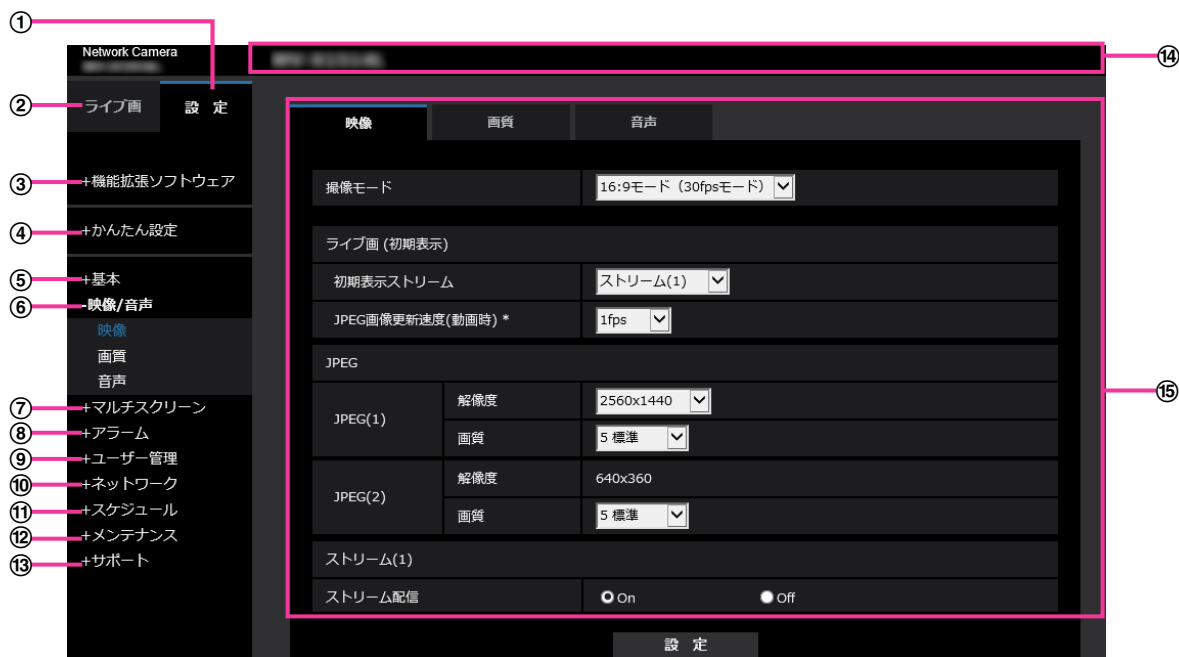 ①
Network Camera
⑭
② ライブ画 設 定
映像 画質 音声
③ +機能拡張ソフトウェア
撮像モード 16:9モード（30fpsモード）
④ +かんたん設定
ライブ画 (初期表示)
⑤ +基本
初期表示ストリーム ストリーム(1)
⑥ -映像/音声
JPEG画像更新速度(動画時) * 1fps
映像
画質
音声
JPEG
⑮
JPEG(1) 解像度 2560x1440
画質 5 標準
⑦ +マルチスクリーン
⑧ +アラーム
⑨ +ユーザー管理
⑩ +ネットワーク
⑪ +スケジュール
⑫ +メンテナンス
⑬ +サポート
JPEG(2) 解像度 640x360
画質 5 標準
ストリーム(1)
ストリーム配信 On Off
設 定